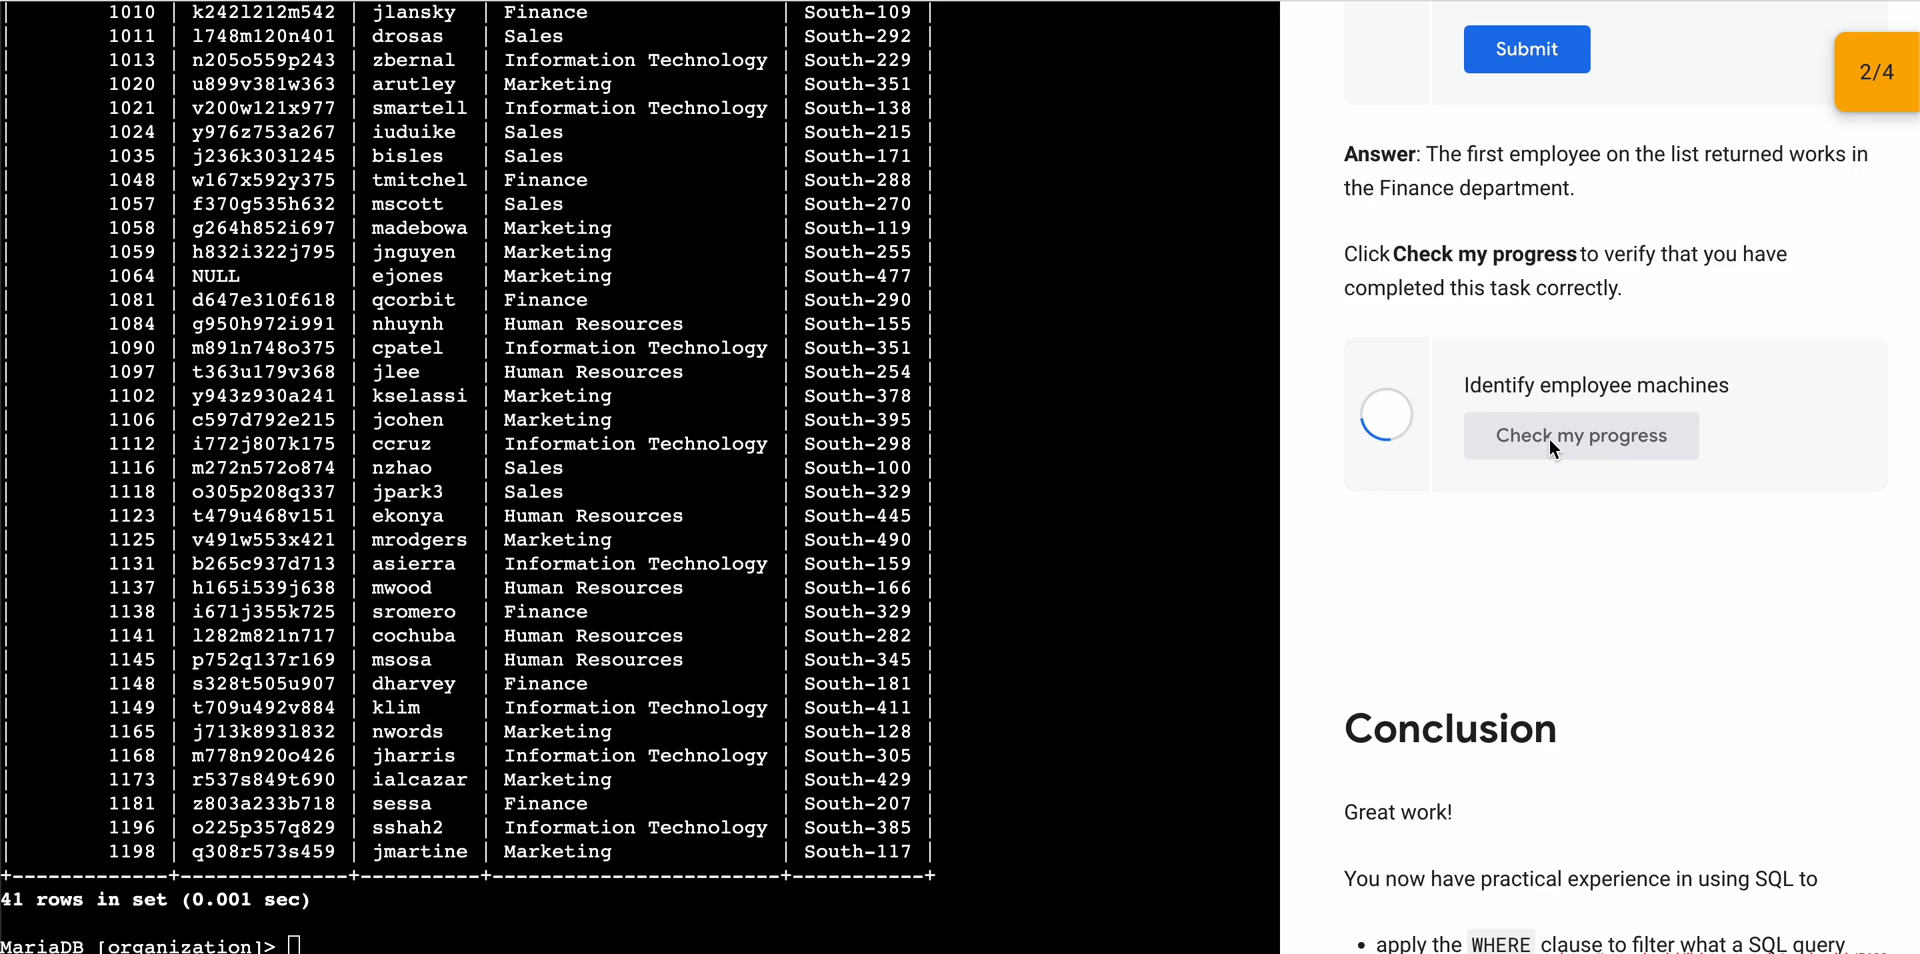 | 1010 | k242l212m542 | jlansky | Finance | South-109 |
| 1011 | l748m120n401 | drosas | Sales | South-292 |
| 1013 | n205o559p243 | zbernal | Information Technology | South-229 |
| 1020 | u899v381w363 | arutley | Marketing | South-351 |
| 1021 | v200w121x977 | smartell | Information Technology | South-138 |
| 1024 | y976z753a267 | iuduike | Sales | South-215 |
| 1035 | j236k303l245 | bisles | Sales | South-171 |
| 1048 | w167x592y375 | tmitchel | Finance | South-288 |
| 1057 | f370g535h632 | mscott | Sales | South-270 |
| 1058 | g264h852i697 | madebowa | Marketing | South-119 |
| 1059 | h832i322j795 | jnguyen | Marketing | South-255 |
| 1064 | NULL | ejones | Marketing | South-477 |
| 1081 | d647e310f618 | qcorbit | Finance | South-290 |
| 1084 | g950h972i991 | nhuynh | Human Resources | South-155 |
| 1090 | m891n748o375 | cpatel | Information Technology | South-351 |
| 1097 | t363u179v368 | jlee | Human Resources | South-254 |
| 1102 | y943z930a241 | kselassi | Marketing | South-378 |
| 1106 | c597d792e215 | jcohen | Marketing | South-395 |
| 1112 | i772j807k175 | ccruz | Information Technology | South-298 |
| 1116 | m272n572o874 | nzhao | Sales | South-100 |
| 1118 | o305p208q337 | jpark3 | Sales | South-329 |
| 1123 | t479u468v151 | ekonya | Human Resources | South-445 |
| 1125 | v491w553x421 | mrodgers | Marketing | South-490 |
| 1131 | b265c937d713 | asierra | Information Technology | South-159 |
| 1137 | h165i539j638 | mwood | Human Resources | South-166 |
| 1138 | i671j355k725 | sromero | Finance | South-329 |
| 1141 | l282m821n717 | cochuba | Human Resources | South-282 |
| 1145 | p752q137r169 | msosa | Human Resources | South-345 |
| 1148 | s328t505u907 | dharvey | Finance | South-181 |
| 1149 | t709u492v884 | klim | Information Technology | South-411 |
| 1165 | j713k893l832 | nwords | Marketing | South-128 |
| 1168 | m778n920o426 | jharris | Information Technology | South-305 |
| 1173 | r537s849t690 | ialcazar | Marketing | South-429 |
| 1181 | z803a233b718 | sessa | Finance | South-207 |
| 1196 | o225p357q829 | sshah2 | Information Technology | South-385 |
| 1198 | q308r573s459 | jmartine | Marketing | South-117 |
+-------------+--------------+----------+------------------------+-----------+
41 rows in set (0.001 sec)
MariaDB [organization]>
Submit
2/4
Answer: The first employee on the list returned works in
the Finance department.
Click Check my progress to verify that you have
completed this task correctly.
Identify employee machines
Check my progress
Conclusion
Great work!
You now have practical experience in using SQL to
• apply the WHERE clause to filter what a SQL query